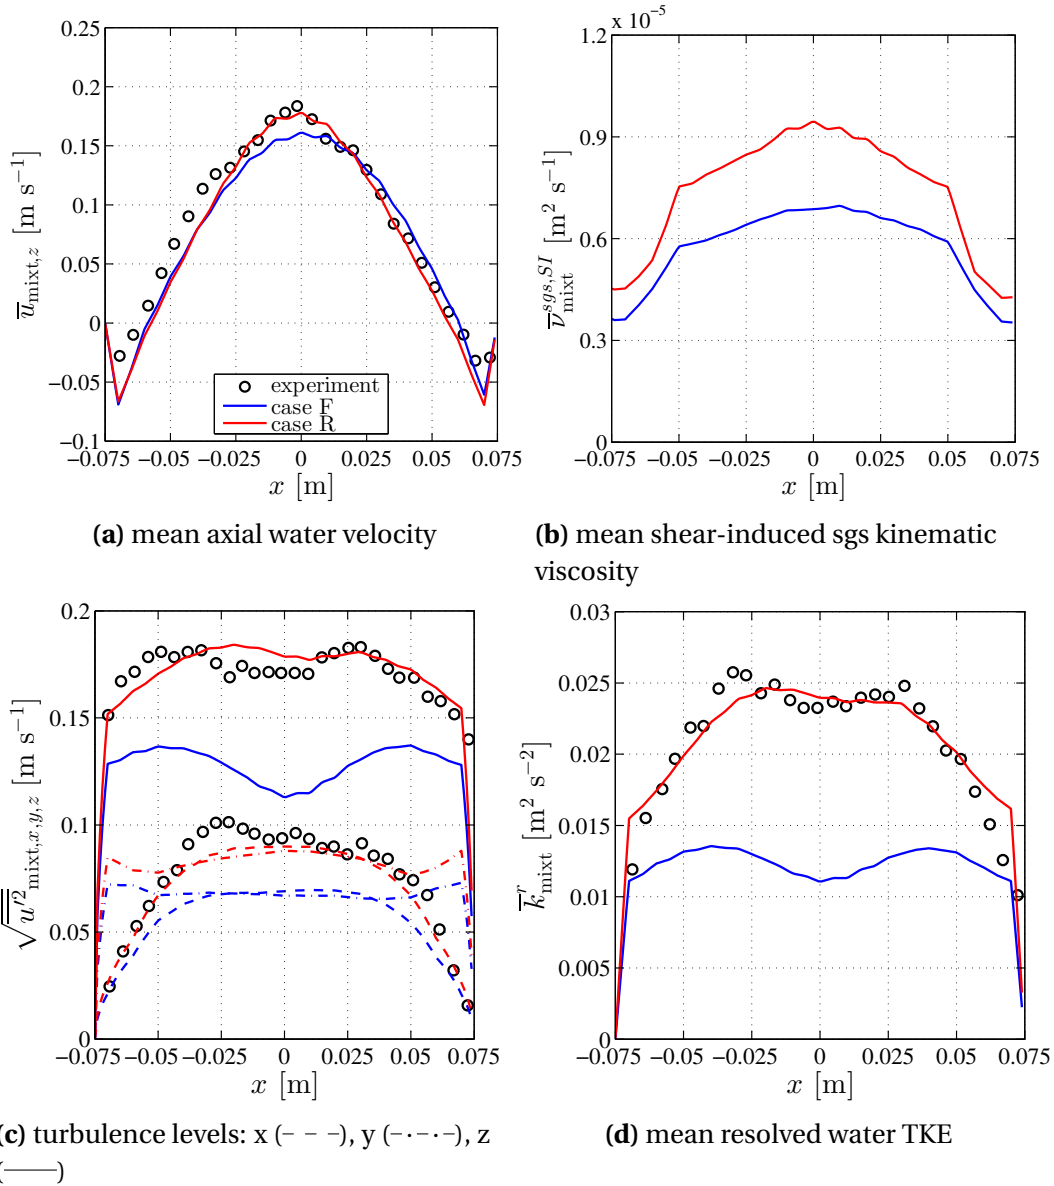 0.25
0.2
0.15
0.1
0.05
0
−0.05
−0.1
u̅mixt,z [m s−1]
experiment
case F
case R
−0.075 −0.05 −0.025 0 0.025 0.05 0.075
x [m]
(a) mean axial water velocity
x 10−5
1.2
0.9
0.6
0.3
0
ν̅mixt sgs,SI [m2 s−1]
−0.075 −0.05 −0.025 0 0.025 0.05 0.075
x [m]
(b) mean shear-induced sgs kinematic
viscosity
0.2
0.15
0.1
0.05
0
√u′2mixt,x,y,z [m s−1]
−0.075 −0.05 −0.025 0 0.025 0.05 0.075
x [m]
(c) turbulence levels: x (– – –), y (–·–·–), z
(——)
0.03
0.025
0.02
0.015
0.01
0.005
0
k̅rmixt [m2 s−2]
−0.075 −0.05 −0.025 0 0.025 0.05 0.075
x [m]
(d) mean resolved water TKE